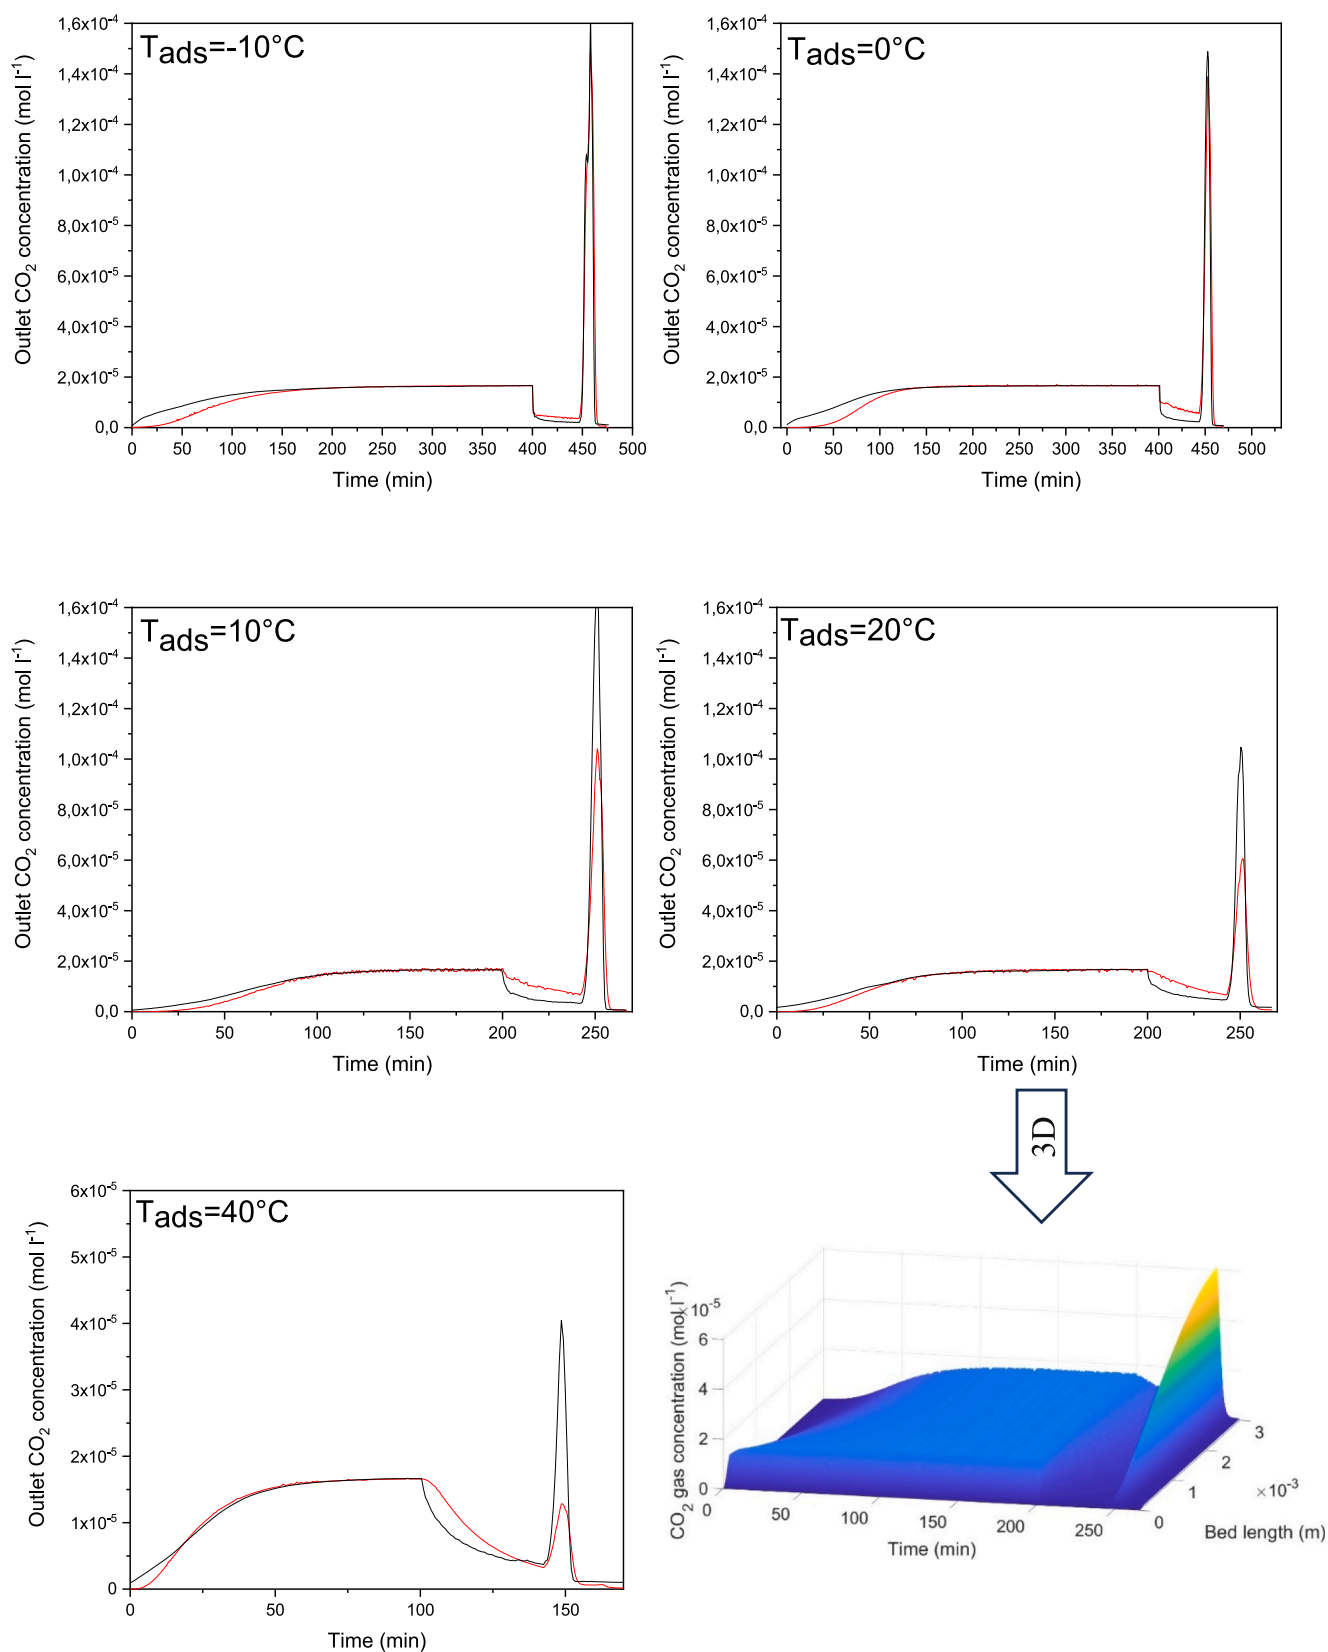 T_ads=-10°C
Outlet CO₂ concentration (mol l⁻¹)
1,6x10⁻⁴
1,4x10⁻⁴
1,2x10⁻⁴
1,0x10⁻⁴
8,0x10⁻⁵
6,0x10⁻⁵
4,0x10⁻⁵
2,0x10⁻⁵
0,0
0 50 100 150 200 250 300 350 400 450 500
Time (min)
T_ads=0°C
Outlet CO₂ concentration (mol l⁻¹)
1,6x10⁻⁴
1,4x10⁻⁴
1,2x10⁻⁴
1,0x10⁻⁴
8,0x10⁻⁵
6,0x10⁻⁵
4,0x10⁻⁵
2,0x10⁻⁵
0,0
0 50 100 150 200 250 300 350 400 450 500
Time (min)
T_ads=10°C
Outlet CO₂ concentration (mol l⁻¹)
1,6x10⁻⁴
1,4x10⁻⁴
1,2x10⁻⁴
1,0x10⁻⁴
8,0x10⁻⁵
6,0x10⁻⁵
4,0x10⁻⁵
2,0x10⁻⁵
0,0
0 50 100 150 200 250
Time (min)
T_ads=20°C
Outlet CO₂ concentration (mol l⁻¹)
1,6x10⁻⁴
1,4x10⁻⁴
1,2x10⁻⁴
1,0x10⁻⁴
8,0x10⁻⁵
6,0x10⁻⁵
4,0x10⁻⁵
2,0x10⁻⁵
0,0
0 50 100 150 200 250
Time (min)
3D
T_ads=40°C
Outlet CO₂ concentration (mol l⁻¹)
6x10⁻⁵
5x10⁻⁵
4x10⁻⁵
3x10⁻⁵
2x10⁻⁵
1x10⁻⁵
0
0 50 100 150
Time (min)
CO₂ gas concentration (mol l⁻¹)
×10⁻⁵
6
4
2
0
0 50 100 150 200 250
Time (min)
0 1 2 3
×10⁻³
Bed length (m)